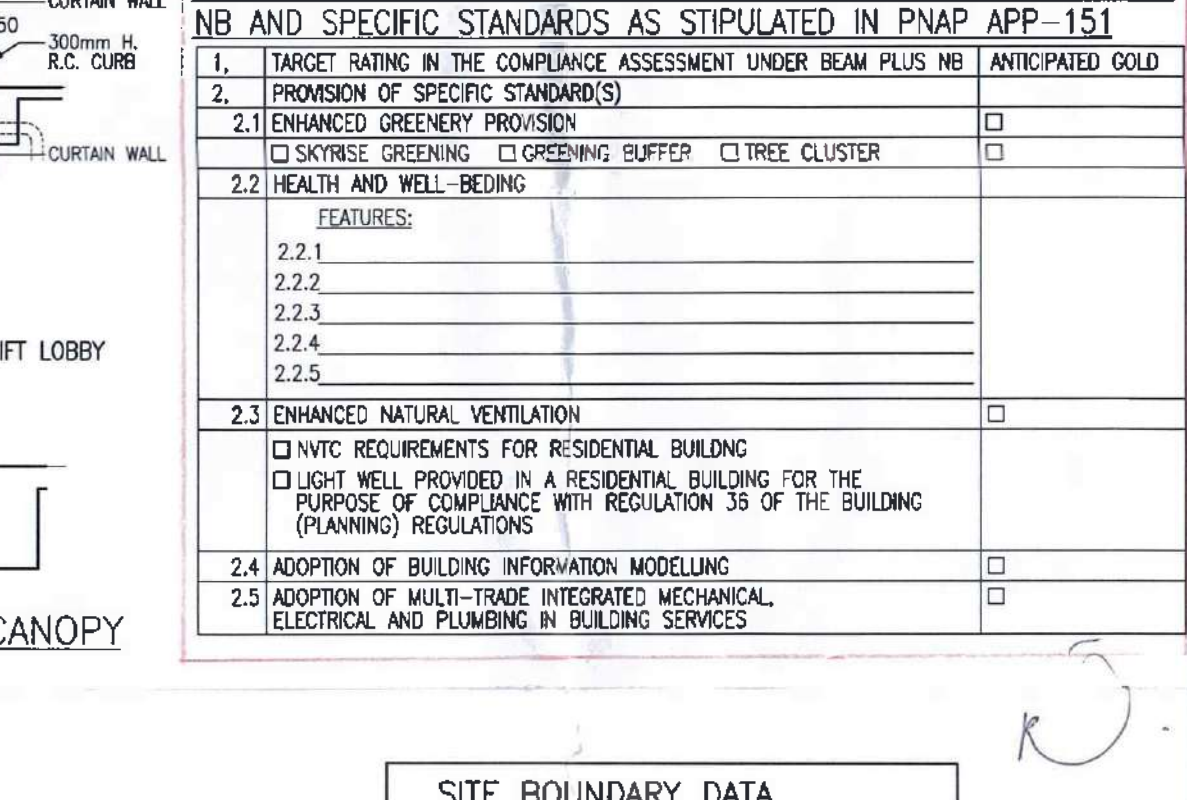 CURTAIN WALL
50
300mm H.
R.C. CURB
CURTAIN WALL
IFT LOBBY
CANOPY
NB AND SPECIFIC STANDARDS AS STIPULATED IN PNAP APP-151
1. TARGET RATING IN THE COMPLIANCE ASSESSMENT UNDER BEAM PLUS NB ANTICIPATED GOLD
2. PROVISION OF SPECIFIC STANDARD(S)
2.1 ENHANCED GREENERY PROVISION □
□ SKYRISE GREENING □ GREENING BUFFER □ TREE CLUSTER □
2.2 HEALTH AND WELL-BEDING
FEATURES:
2.2.1
2.2.2
2.2.3
2.2.4
2.2.5
2.3 ENHANCED NATURAL VENTILATION □
□ NVTC REQUIREMENTS FOR RESIDENTIAL BUILDNG
□ LIGHT WELL PROVIDED IN A RESIDENTIAL BUILDING FOR THE
PURPOSE OF COMPLIANCE WITH REGULATION 36 OF THE BUILDING
(PLANNING) REGULATIONS
2.4 ADOPTION OF BUILDING INFORMATION MODELLING □
2.5 ADOPTION OF MULTI-TRADE INTEGRATED MECHANICAL, □
ELECTRICAL AND PLUMBING IN BUILDING SERVICES
SITE BOUNDARY DATA